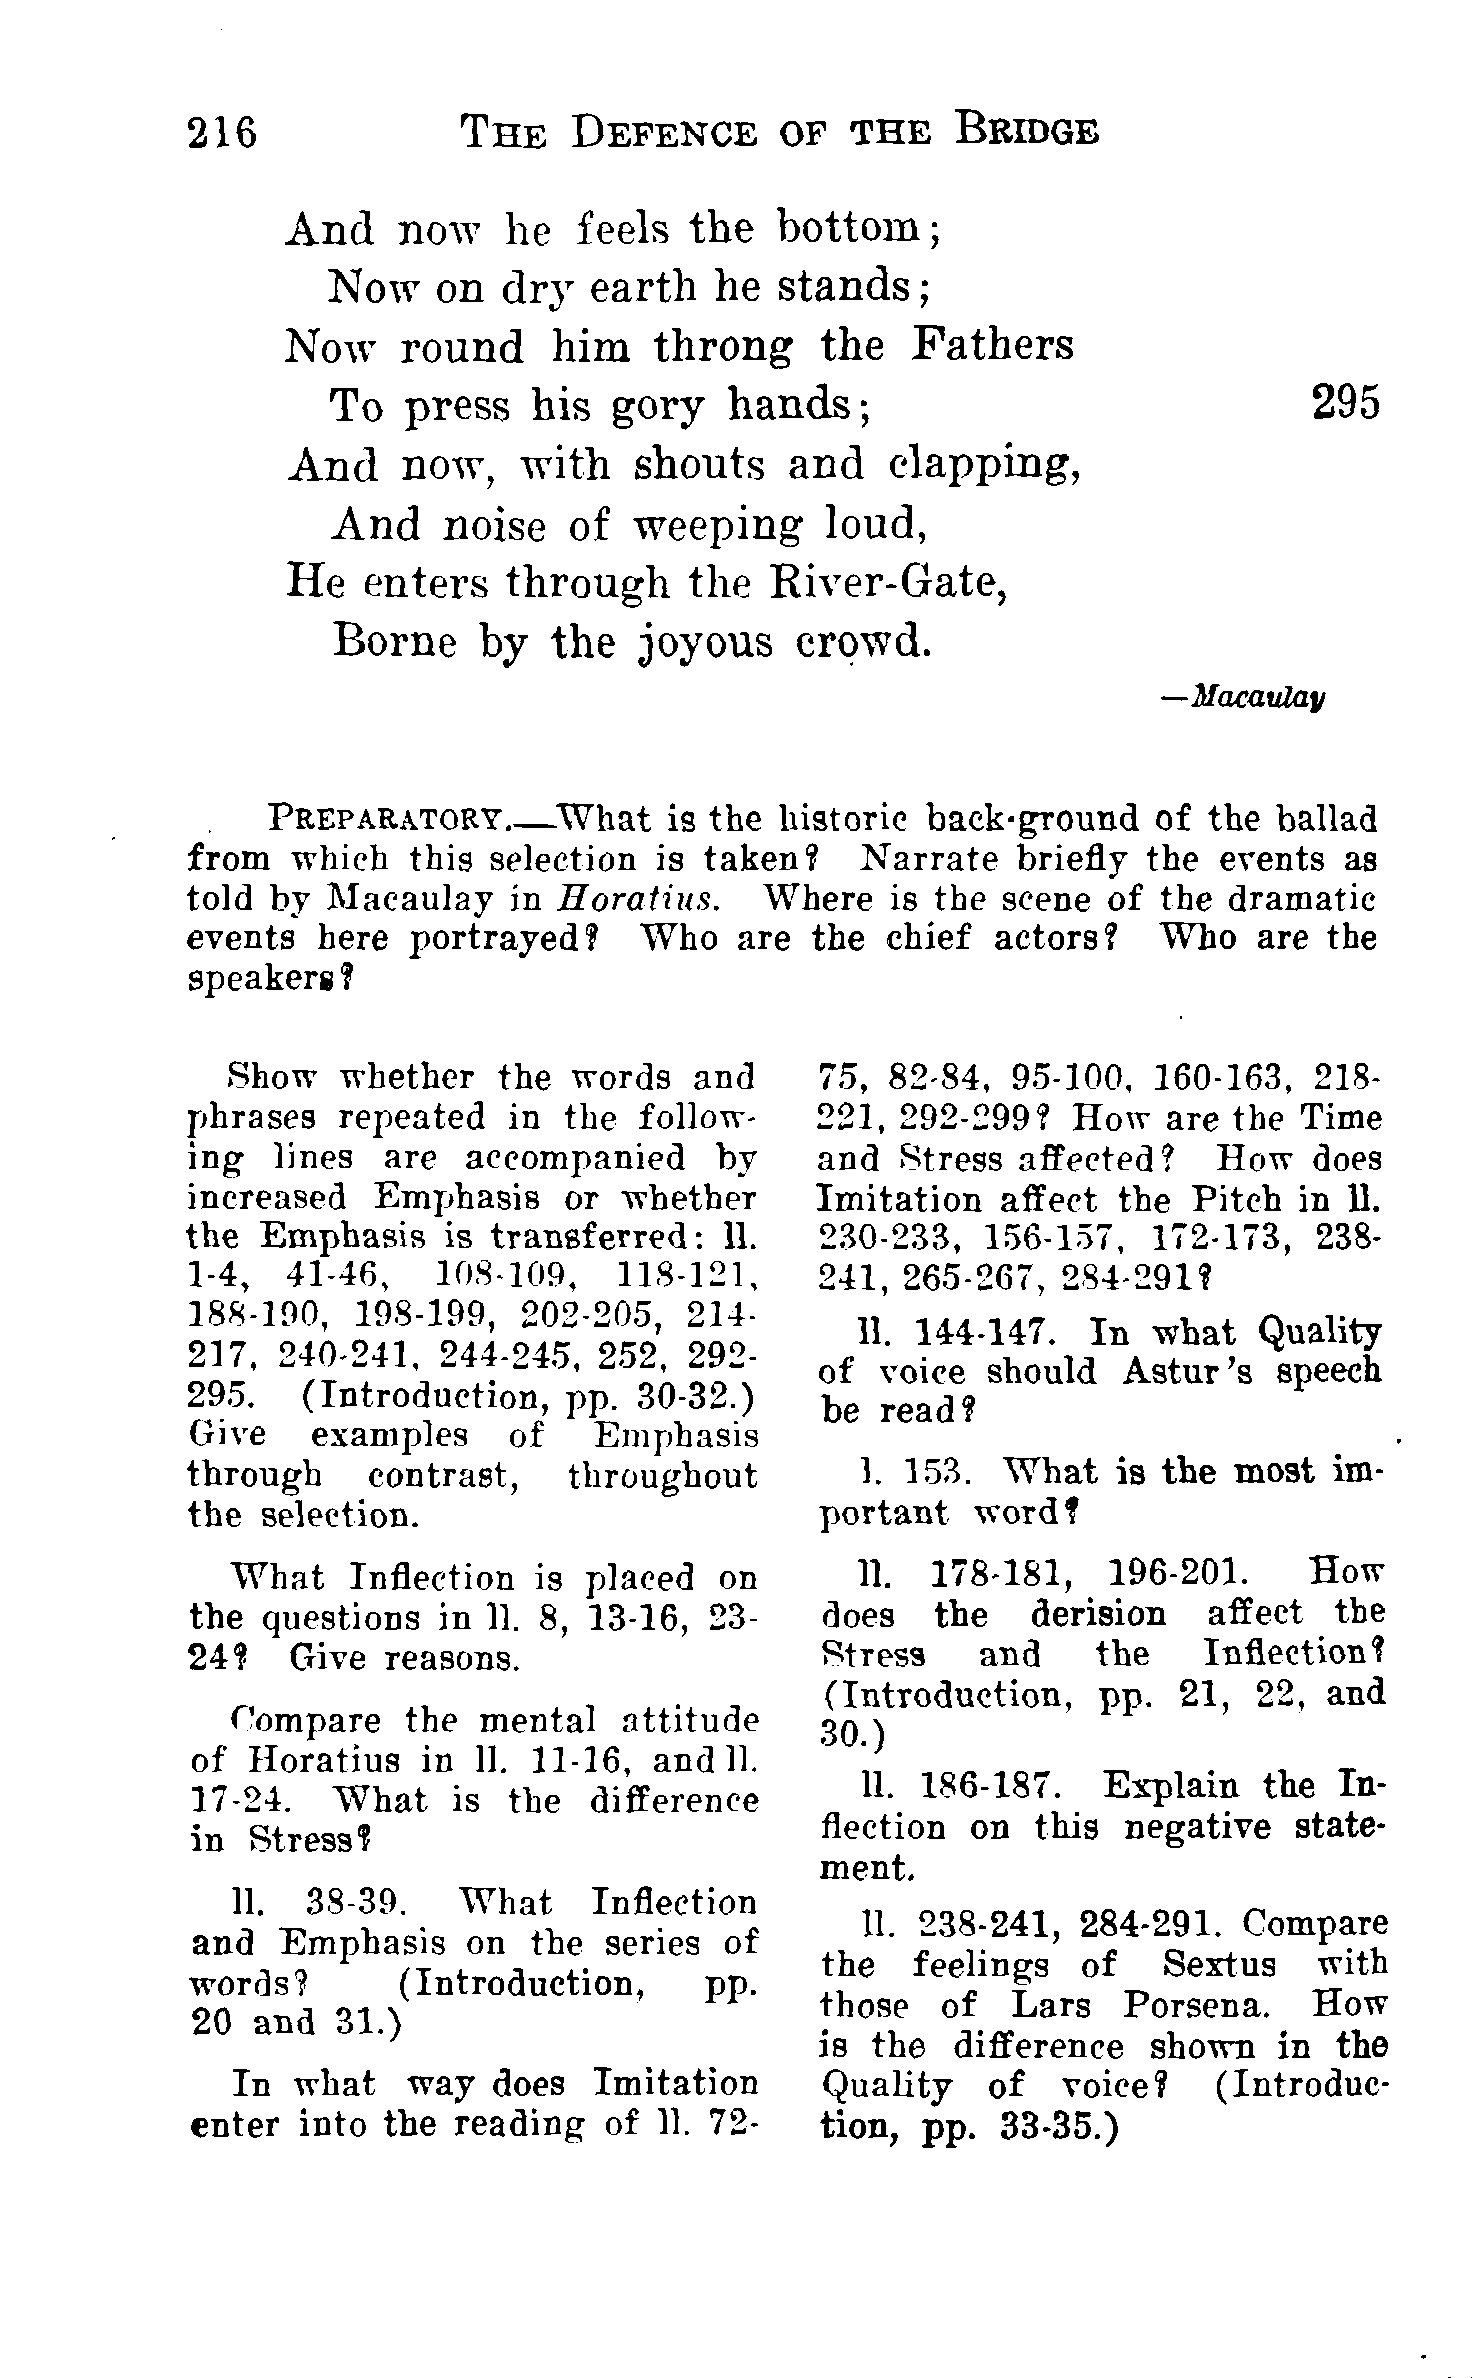 216 The Defence of the Bridge
And now he feels the bottom;
Now on dry earth he stands;
Now round him throng the Fathers
To press his gory hands; 295
And now, with shouts and clapping,
And noise of weeping loud,
He enters through the River-Gate,
Borne by the joyous crowd.
—Macaulay
Preparatory.—What is the historic back-ground of the ballad
from which this selection is taken? Narrate briefly the events as
told by Macaulay in Horatius. Where is the scene of the dramatic
events here portrayed? Who are the chief actors? Who are the
speakers?
Show whether the words and
phrases repeated in the follow-
ing lines are accompanied by
increased Emphasis or whether
the Emphasis is transferred: ll.
1-4, 41-46, 108-109, 118-121,
188-190, 198-199, 202-205, 214-
217, 240-241, 244-245, 252, 292-
295. (Introduction, pp. 30-32.)
Give examples of Emphasis
through contrast, throughout
the selection.
What Inflection is placed on
the questions in ll. 8, 13-16, 23-
24? Give reasons.
Compare the mental attitude
of Horatius in ll. 11-16, and ll.
17-24. What is the difference
in Stress?
ll. 38-39. What Inflection
and Emphasis on the series of
words? (Introduction, pp.
20 and 31.)
In what way does Imitation
enter into the reading of ll. 72-
75, 82-84, 95-100, 160-163, 218-
221, 292-299? How are the Time
and Stress affected? How does
Imitation affect the Pitch in ll.
230-233, 156-157, 172-173, 238-
241, 265-267, 284-291?
ll. 144-147. In what Quality
of voice should Astur's speech
be read?
l. 153. What is the most im-
portant word?
ll. 178-181, 196-201. How
does the derision affect the
Stress and the Inflection?
(Introduction, pp. 21, 22, and
30.)
ll. 186-187. Explain the In-
flection on this negative state-
ment.
ll. 238-241, 284-291. Compare
the feelings of Sextus with
those of Lars Porsena. How
is the difference shown in the
Quality of voice? (Introduc-
tion, pp. 33-35.)